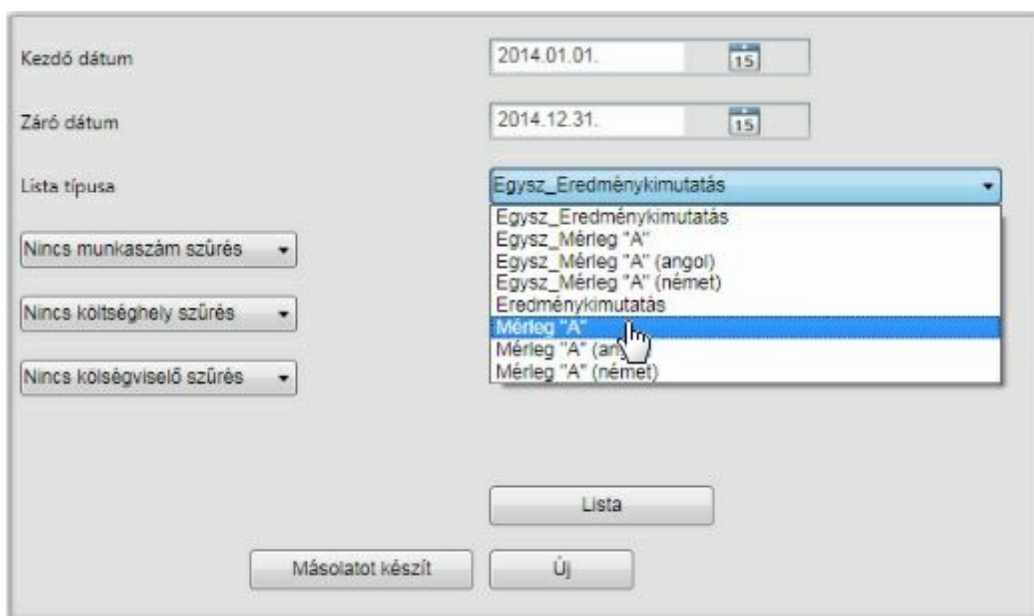 Kezdő dátum
2014.01.01.
15
Záró dátum
2014.12.31.
15
Lista típusa
Egysz_Eredménykimutatás
Egysz_Eredménykimutatás
Egysz_Mérleg "A"
Egysz_Mérleg "A" (angol)
Egysz_Mérleg "A" (német)
Eredménykimutatás
Mérleg "A"
Mérleg "A"
Mérleg "A" (német)
Nincs munkaszám szűrés
Nincs költséghely szűrés
Nincs kölségviselő szűrés
Lista
Másolatot készít
Új